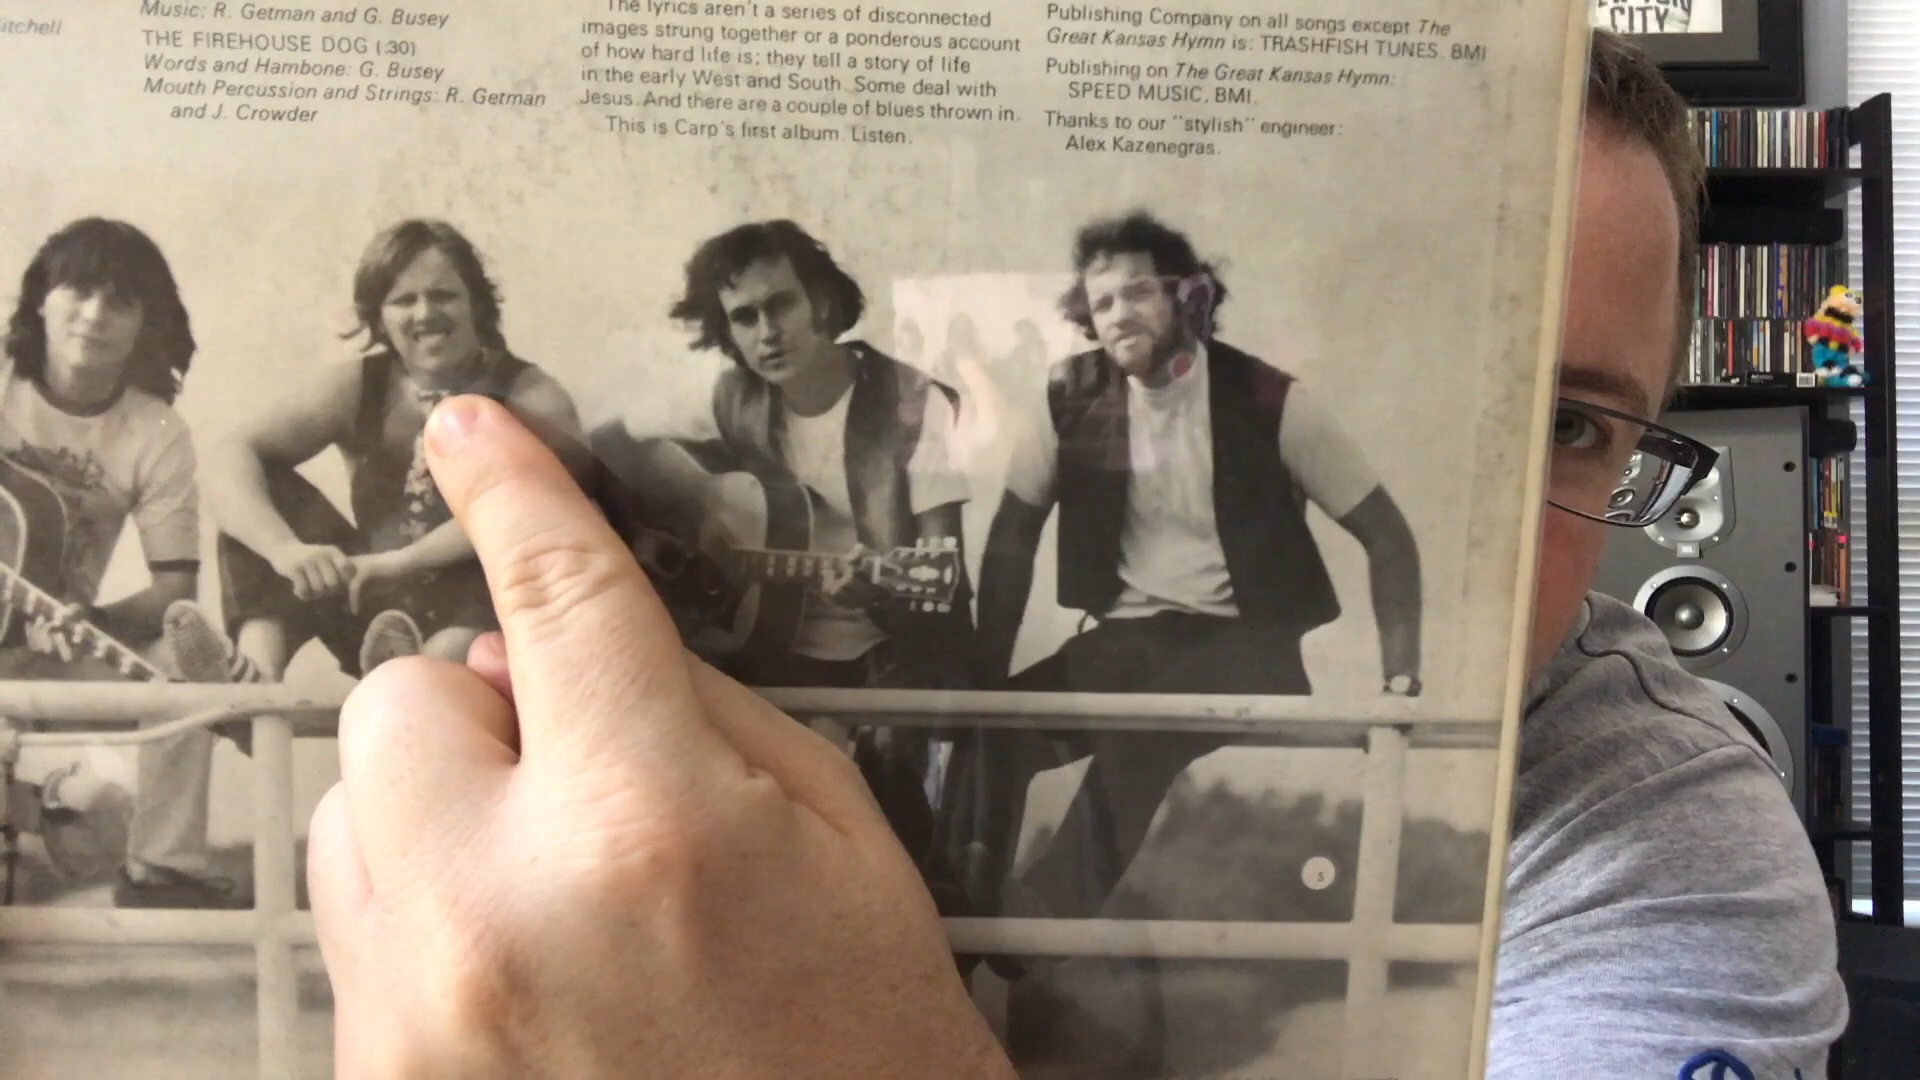 Music: R. Getman and G. Busey
THE FIREHOUSE DOG (:30)
Words and Hambone: G. Busey
Mouth Percussion and Strings: R. Getman
and J. Crowder
The lyrics aren't a series of disconnected
images strung together or a ponderous account
of how hard life is; they tell a story of life
in the early West and South. Some deal with
Jesus. And there are a couple of blues thrown in.
This is Carp's first album. Listen.
Publishing Company on all songs except The
Great Kansas Hymn is: TRASHFISH TUNES. BMI
Publishing on The Great Kansas Hymn:
SPEED MUSIC, BMI.
Thanks to our "stylish" engineer:
Alex Kazenegras.
CITY
S